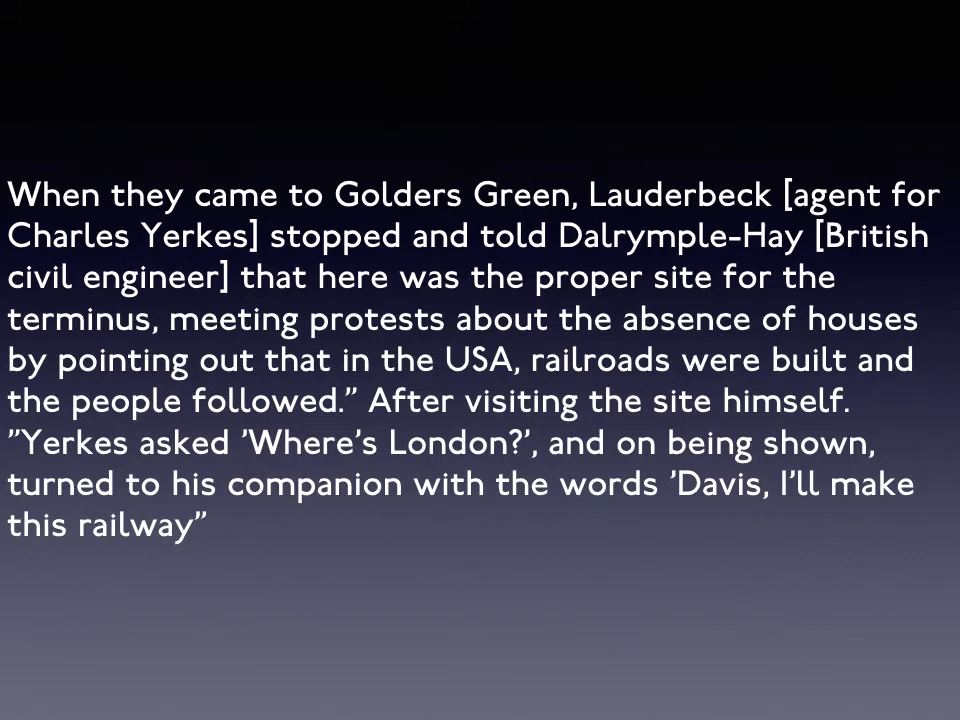 When they came to Golders Green, Lauderbeck [agent for
Charles Yerkes] stopped and told Dalrymple-Hay [British
civil engineer] that here was the proper site for the
terminus, meeting protests about the absence of houses
by pointing out that in the USA, railroads were built and
the people followed.” After visiting the site himself.
”Yerkes asked ’Where’s London?’, and on being shown,
turned to his companion with the words ’Davis, I’ll make
this railway”